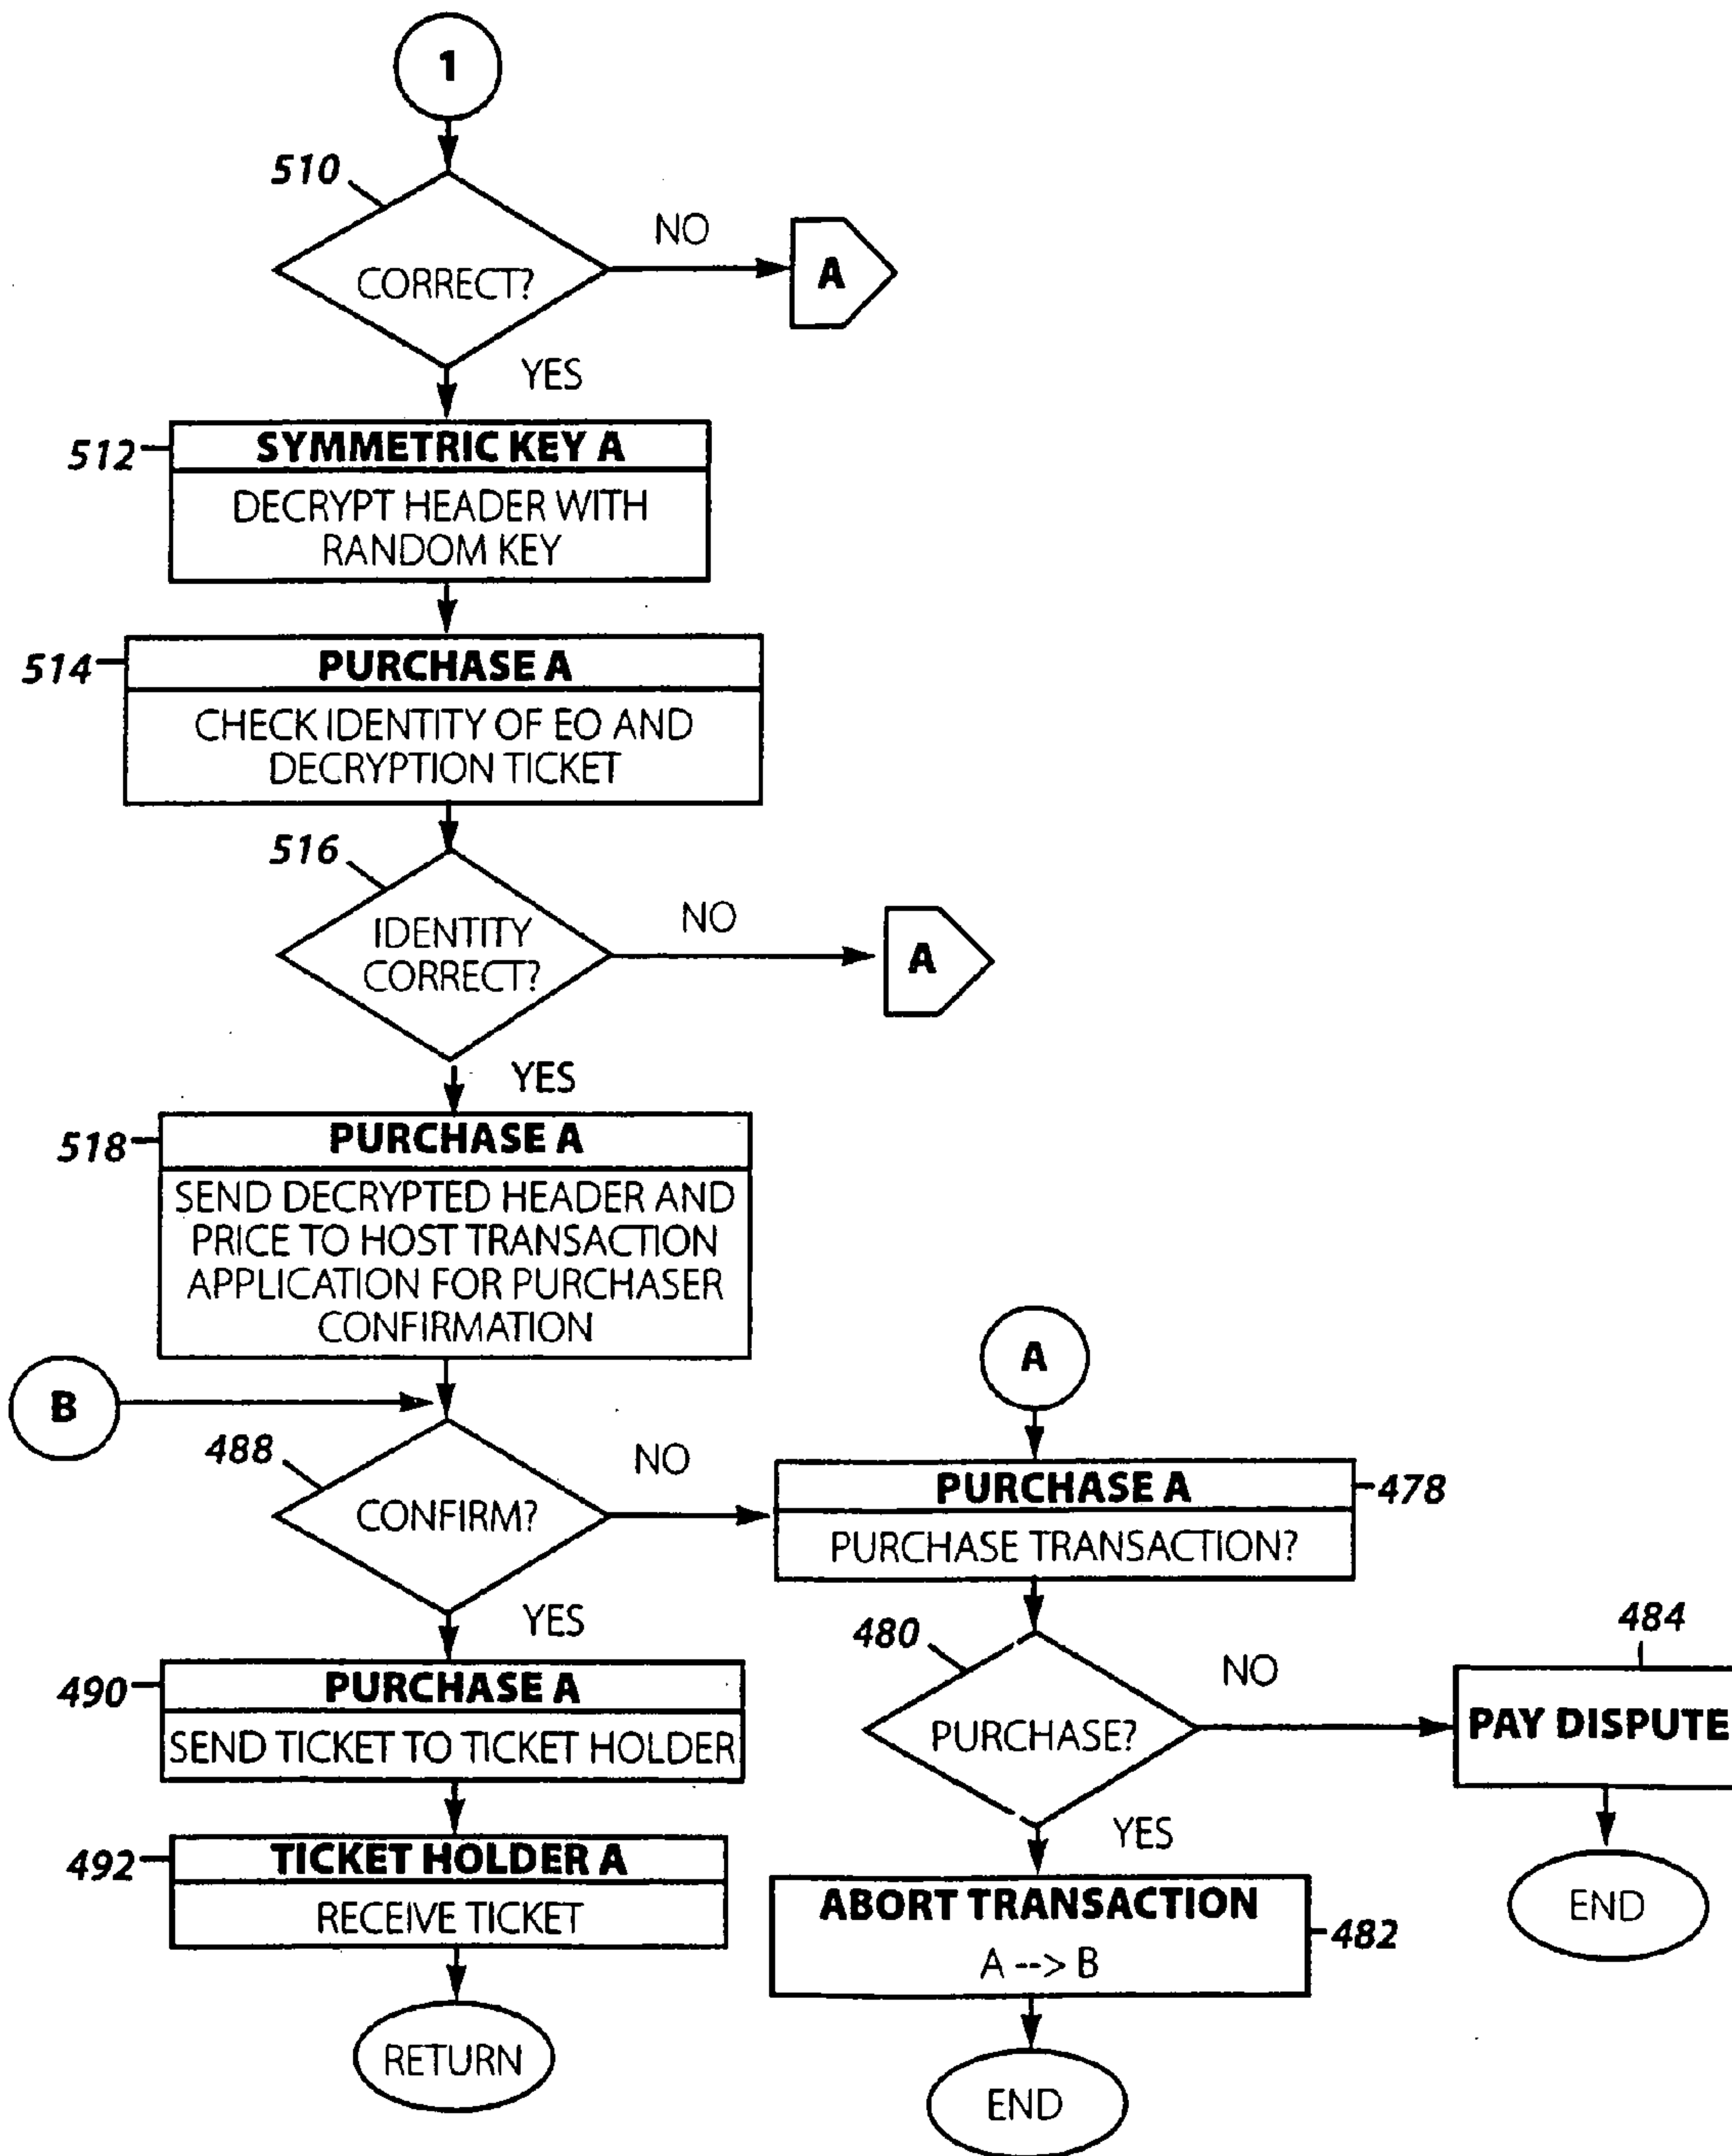 1
510
CORRECT?
NO
A
YES
512
SYMMETRIC KEY A
DECRYPT HEADER WITH
RANDOM KEY
514
PURCHASE A
CHECK IDENTITY OF EO AND
DECRYPTION TICKET
516
IDENTITY
CORRECT?
NO
A
YES
518
PURCHASE A
SEND DECRYPTED HEADER AND
PRICE TO HOST TRANSACTION
APPLICATION FOR PURCHASER
CONFIRMATION
B
488
CONFIRM?
NO
YES
490
PURCHASE A
SEND TICKET TO TICKET HOLDER
492
TICKET HOLDER A
RECEIVE TICKET
RETURN
A
PURCHASE A
478
PURCHASE TRANSACTION?
480
PURCHASE?
NO
YES
484
PAY DISPUTE
END
ABORT TRANSACTION
482
A --> B
END